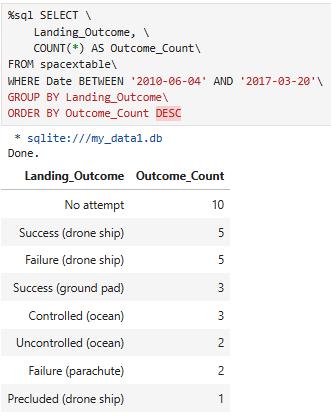 %sql SELECT \
Landing_Outcome, \
COUNT(*) AS Outcome_Count\
FROM spacextable\
WHERE Date BETWEEN '2010-06-04' AND '2017-03-20'\
GROUP BY Landing_Outcome\
ORDER BY Outcome_Count DESC
* sqlite:///my_data1.db
Done.
Landing_Outcome Outcome_Count
No attempt 10
Success (drone ship) 5
Failure (drone ship) 5
Success (ground pad) 3
Controlled (ocean) 3
Uncontrolled (ocean) 2
Failure (parachute) 2
Precluded (drone ship) 1